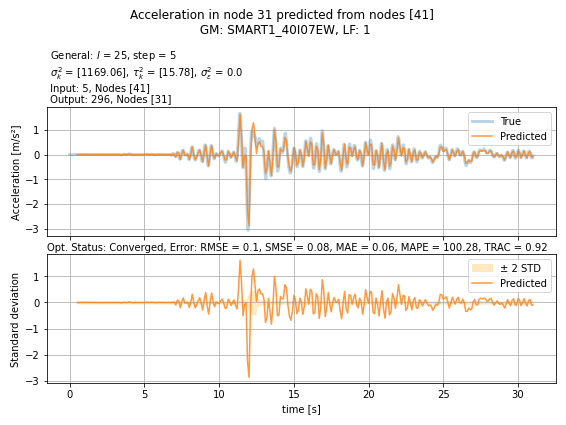 Acceleration in node 31 predicted from nodes [41]
GM: SMART1_40I07EW, LF: 1
General: l = 25, step = 5
σ²ₖ = [1169.06], τ²ₖ = [15.78], σ²ε = 0.0
Input: 5, Nodes [41]
Output: 296, Nodes [31]
Acceleration [m/s²]
1
0
−1
−2
−3
True
Predicted
Opt. Status: Converged, Error: RMSE = 0.1, SMSE = 0.08, MAE = 0.06, MAPE = 100.28, TRAC = 0.92
Standard deviation
1
0
−1
−2
−3
± 2 STD
Predicted
0 5 10 15 20 25 30
time [s]